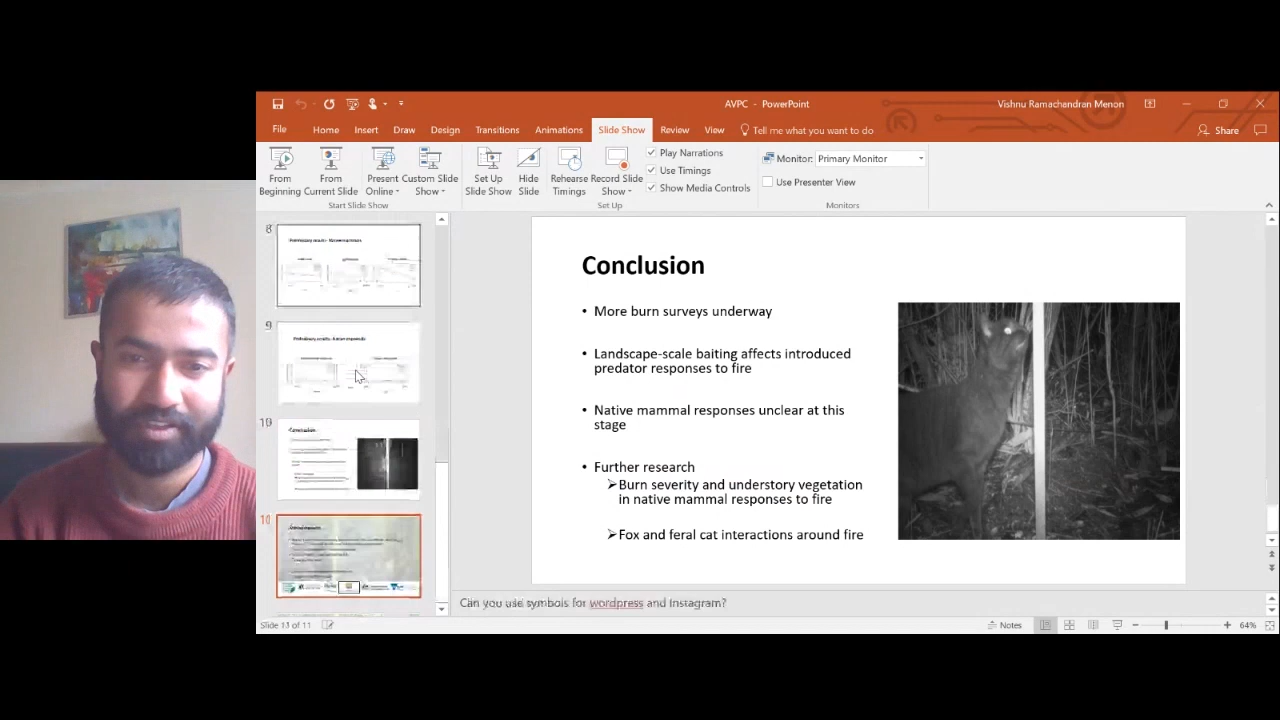 AVPC - PowerPoint
Vishnu Ramachandran Menon
File
Home
Insert
Draw
Design
Transitions
Animations
Slide Show
Review
View
Tell me what you want to do
Share
From Beginning
From Current Slide
Present Online
Custom Slide Show
Start Slide Show
Set Up Slide Show
Hide Slide
Rehearse Timings
Record Slide Show
Play Narrations
Use Timings
Show Media Controls
Set Up
Monitor: Primary Monitor
Use Presenter View
Monitors
8
9
10
Conclusion
Conclusion
• More burn surveys underway
• Landscape-scale baiting affects introduced
predator responses to fire
• Native mammal responses unclear at this
stage
• Further research
➢Burn severity and understory vegetation
in native mammal responses to fire
➢Fox and feral cat interactions around fire
Can you use symbols for wordpress and Instagram?
of 11
Notes
64%